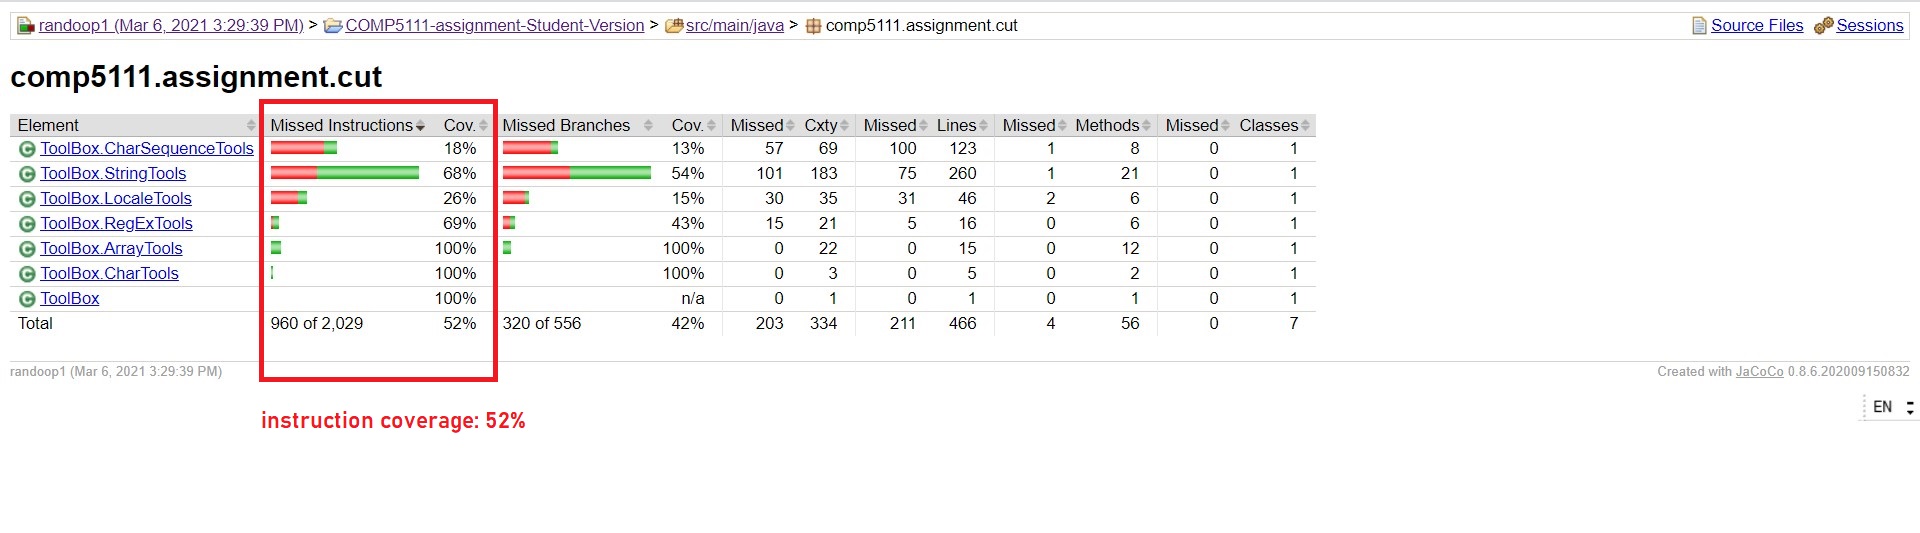 randoop1 (Mar 6, 2021 3:29:39 PM) > COMP5111-assignment-Student-Version > src/main/java > comp5111.assignment.cut Source Files Sessions
comp5111.assignment.cut
Element Missed Instructions Cov. Missed Branches Cov. Missed Cxty Missed Lines Missed Methods Missed Classes
C ToolBox.CharSequenceTools 18% 13% 57 69 100 123 1 8 0 1
C ToolBox.StringTools 68% 54% 101 183 75 260 1 21 0 1
C ToolBox.LocaleTools 26% 15% 30 35 31 46 2 6 0 1
C ToolBox.RegExTools 69% 43% 15 21 5 16 0 6 0 1
C ToolBox.ArrayTools 100% 100% 0 22 0 15 0 12 0 1
C ToolBox.CharTools 100% 100% 0 3 0 5 0 2 0 1
C ToolBox 100% n/a 0 1 0 1 0 1 0 1
Total 960 of 2,029 52% 320 of 556 42% 203 334 211 466 4 56 0 7
randoop1 (Mar 6, 2021 3:29:39 PM) Created with JaCoCo 0.8.6.202009150832
EN
instruction coverage: 52%